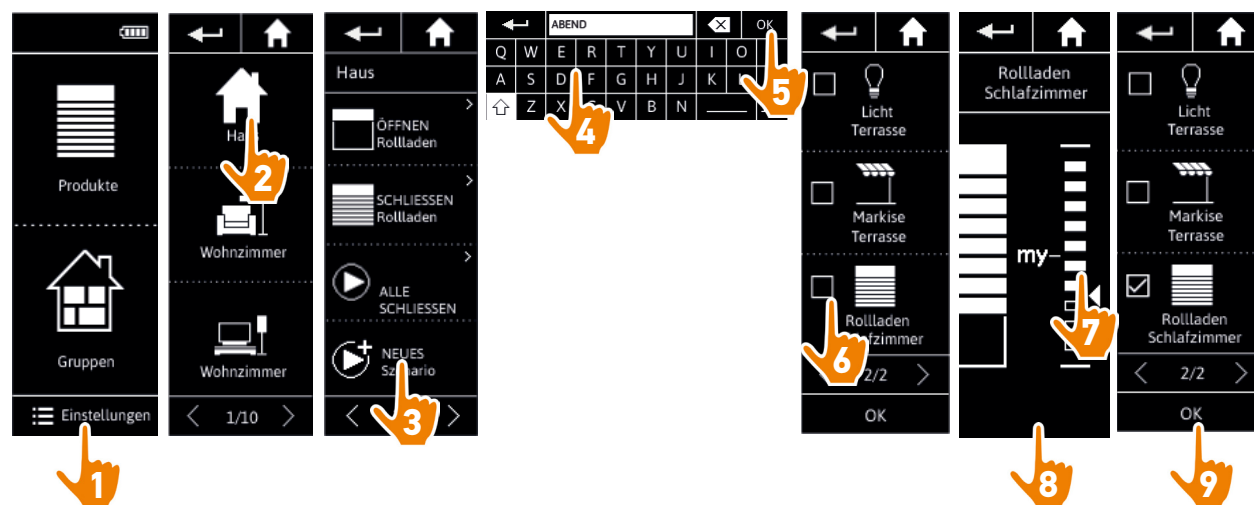 Produkte
Gruppen
Einstellungen
1
Haus
2
Wohnzimmer
Wohnzimmer
1/10
Haus
ÖFFNEN
Rollladen
SCHLIESSEN
Rollladen
ALLE
SCHLIESSEN
NEUES
Szenario
3
ABEND
OK
Q W E R T Y U I O
A S D F G H J K L
Z X C V B N
4
5
Licht
Terrasse
Markise
Terrasse
Rollladen
Schlafzimmer
6
2/2
OK
Rollladen
Schlafzimmer
my
7
8
Licht
Terrasse
Markise
Terrasse
Rollladen
Schlafzimmer
2/2
OK
9